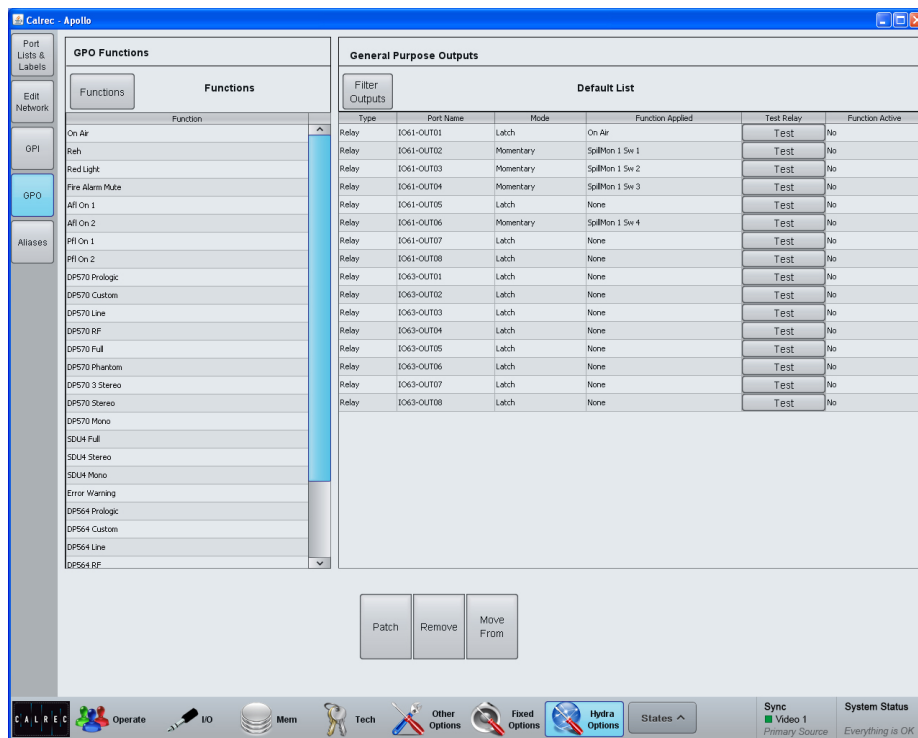 Calrec - Apollo
Port Lists & Labels
Edit Network
GPI
GPO
Aliases
GPO Functions
Functions
Functions
Function
On Air
Reh
Red Light
Fire Alarm Mute
Afl On 1
Afl On 2
Pfl On 1
Pfl On 2
DP570 Prologic
DP570 Custom
DP570 Line
DP570 RF
DP570 Full
DP570 Phantom
DP570 3 Stereo
DP570 Stereo
DP570 Mono
SDU4 Full
SDU4 Stereo
SDU4 Mono
Error Warning
DP564 Prologic
DP564 Custom
DP564 Line
DP564 RF
General Purpose Outputs
Filter Outputs
Default List
Type Port Name Mode Function Applied Test Relay Function Active
Relay IO61-OUT01 Latch On Air Test No
Relay IO61-OUT02 Momentary SpillMon 1 Sw 1 Test No
Relay IO61-OUT03 Momentary SpillMon 1 Sw 2 Test No
Relay IO61-OUT04 Momentary SpillMon 1 Sw 3 Test No
Relay IO61-OUT05 Latch None Test No
Relay IO61-OUT06 Momentary SpillMon 1 Sw 4 Test No
Relay IO61-OUT07 Latch None Test No
Relay IO61-OUT08 Latch None Test No
Relay IO63-OUT01 Latch None Test No
Relay IO63-OUT02 Latch None Test No
Relay IO63-OUT03 Latch None Test No
Relay IO63-OUT04 Latch None Test No
Relay IO63-OUT05 Latch None Test No
Relay IO63-OUT06 Latch None Test No
Relay IO63-OUT07 Latch None Test No
Relay IO63-OUT08 Latch None Test No
Patch
Remove
Move From
CALREC
Operate
I/O
Mem
Tech
Other Options
Fixed Options
Hydra Options
States
Sync
Video 1
Primary Source
System Status
Everything is OK